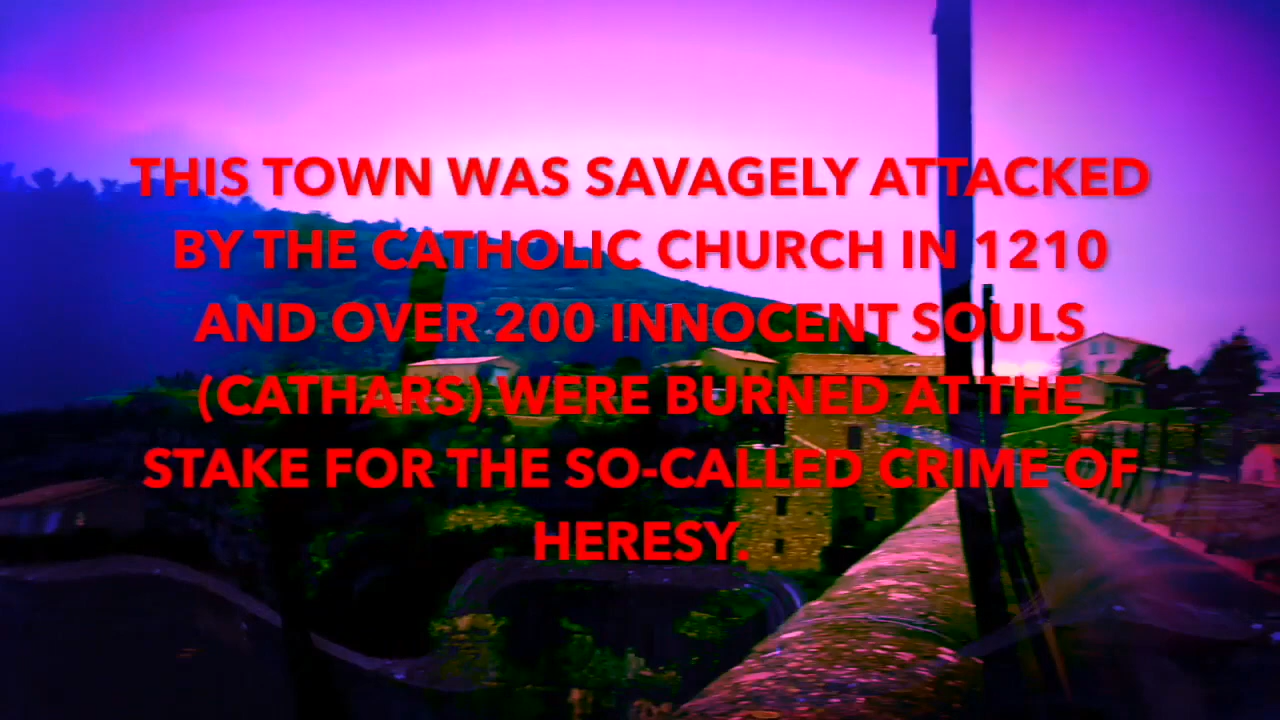 THIS TOWN WAS SAVAGELY ATTACKED
BY THE CATHOLIC CHURCH IN 1210
AND OVER 200 INNOCENT SOULS
(CATHARS) WERE BURNED AT THE
STAKE FOR THE SO-CALLED CRIME OF
HERESY.